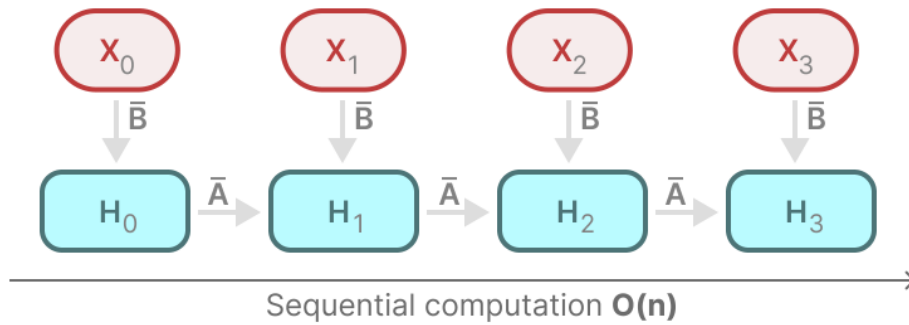 X₀ X₁ X₂ X₃
B̅ B̅ B̅ B̅
A̅ A̅ A̅
H₀ H₁ H₂ H₃
Sequential computation O(n)